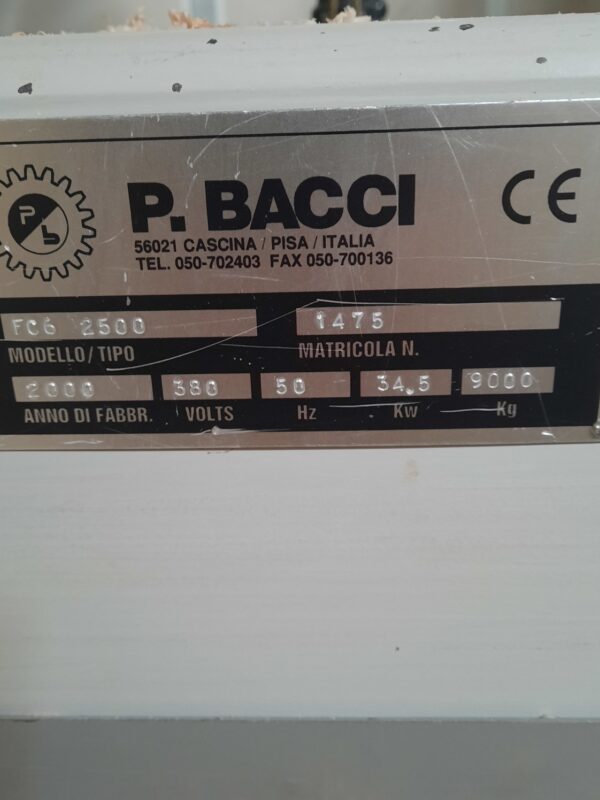 P b
P. BACCI
CE
56021 CASCINA / PISA / ITALIA
TEL. 050-702403 FAX 050-700136
FC6 2500 1475
MODELLO/TIPO MATRICOLA N.
2000 380 50 34.5 9000
ANNO DI FABBR. VOLTS Hz Kw Kg